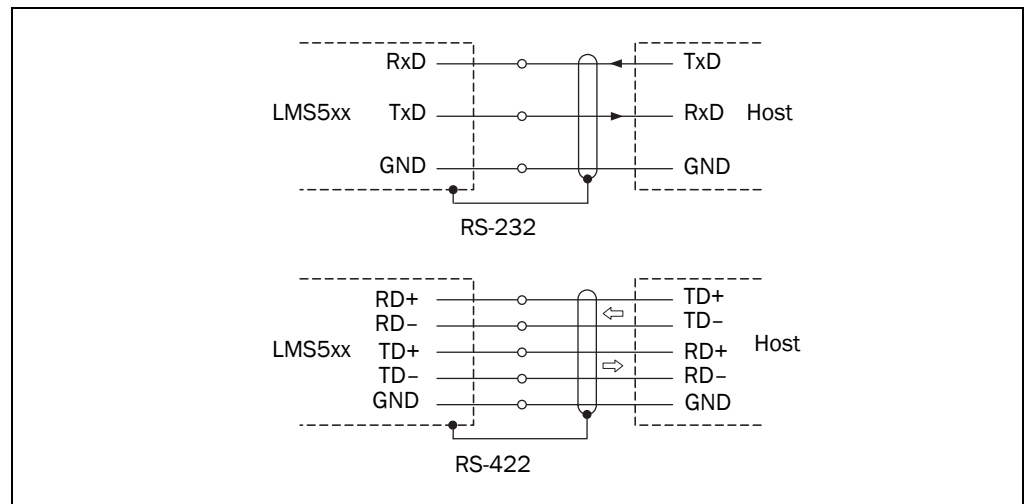 RxD TxD
LMS5xx TxD RxD Host
GND GND
RS-232
RD+ TD+
RD– TD–
LMS5xx TD+ RD+ Host
TD– RD–
GND GND
RS-422